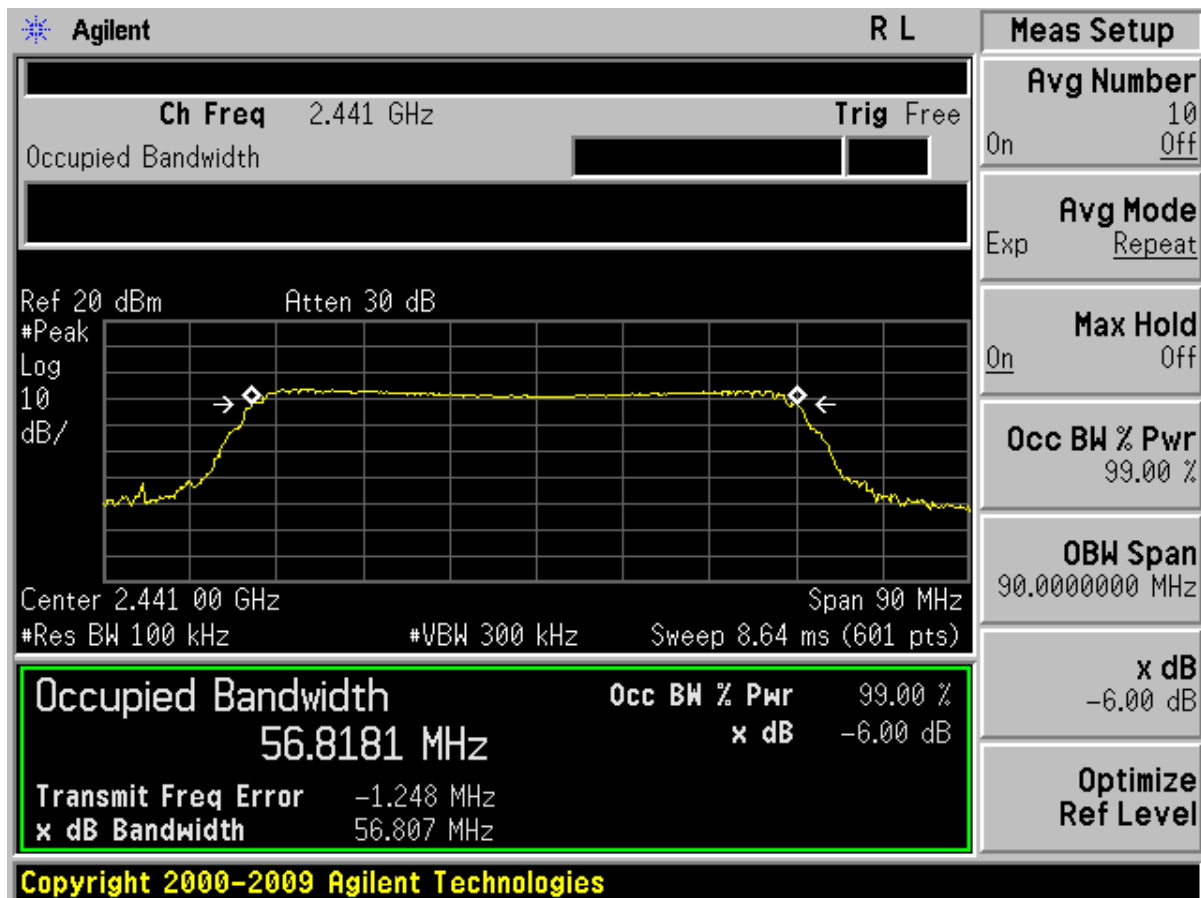 Agilent R L
Ch Freq 2.441 GHz Trig Free
Occupied Bandwidth
Ref 20 dBm Atten 30 dB
#Peak
Log
10
dB/
Center 2.441 00 GHz Span 90 MHz
#Res BW 100 kHz #VBW 300 kHz Sweep 8.64 ms (601 pts)
Occupied Bandwidth Occ BW % Pwr 99.00 %
56.8181 MHz x dB -6.00 dB
Transmit Freq Error -1.248 MHz
x dB Bandwidth 56.807 MHz
Copyright 2000-2009 Agilent Technologies
Meas Setup
Avg Number
10
On Off
Avg Mode
Exp Repeat
Max Hold
On Off
Occ BW % Pwr
99.00 %
OBW Span
90.0000000 MHz
x dB
-6.00 dB
Optimize
Ref Level